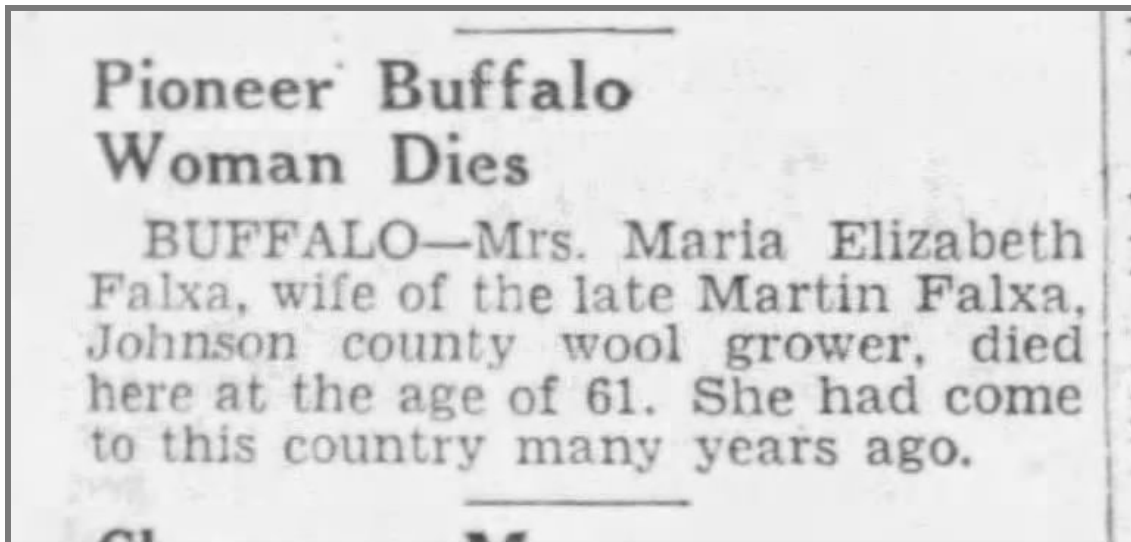 Pioneer Buffalo
Woman Dies
BUFFALO—Mrs. Maria Elizabeth
Falxa, wife of the late Martin Falxa,
Johnson county wool grower, died
here at the age of 61. She had come
to this country many years ago.